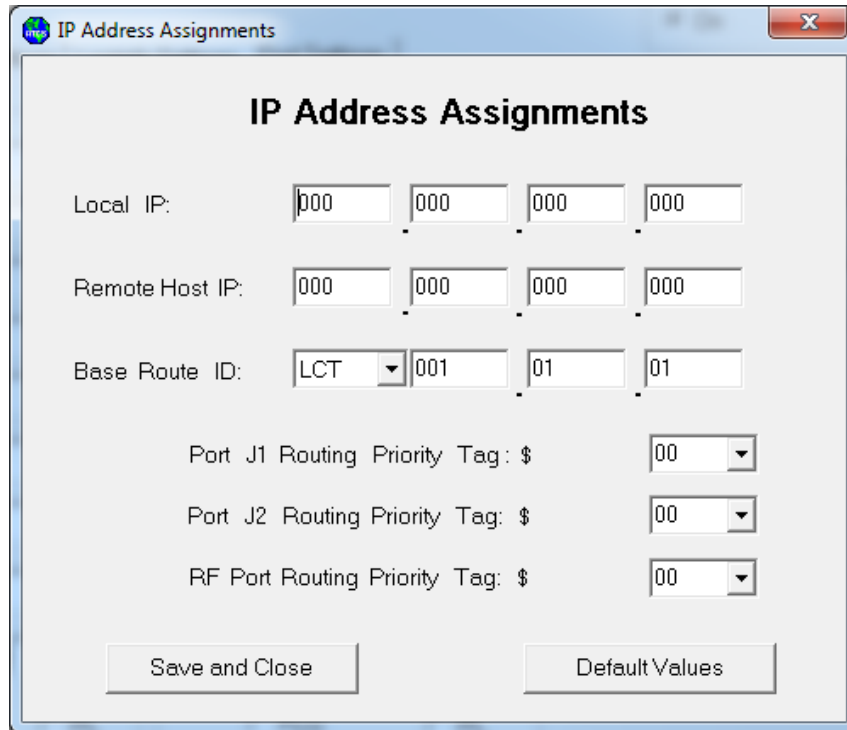 IP Address Assignments
IP Address Assignments
Local IP: 000 . 000 . 000 . 000
Remote Host IP: 000 . 000 . 000 . 000
Base Route ID: LCT 001 . 01 . 01
Port J1 Routing Priority Tag: $ 00
Port J2 Routing Priority Tag: $ 00
RF Port Routing Priority Tag: $ 00
Save and Close Default Values